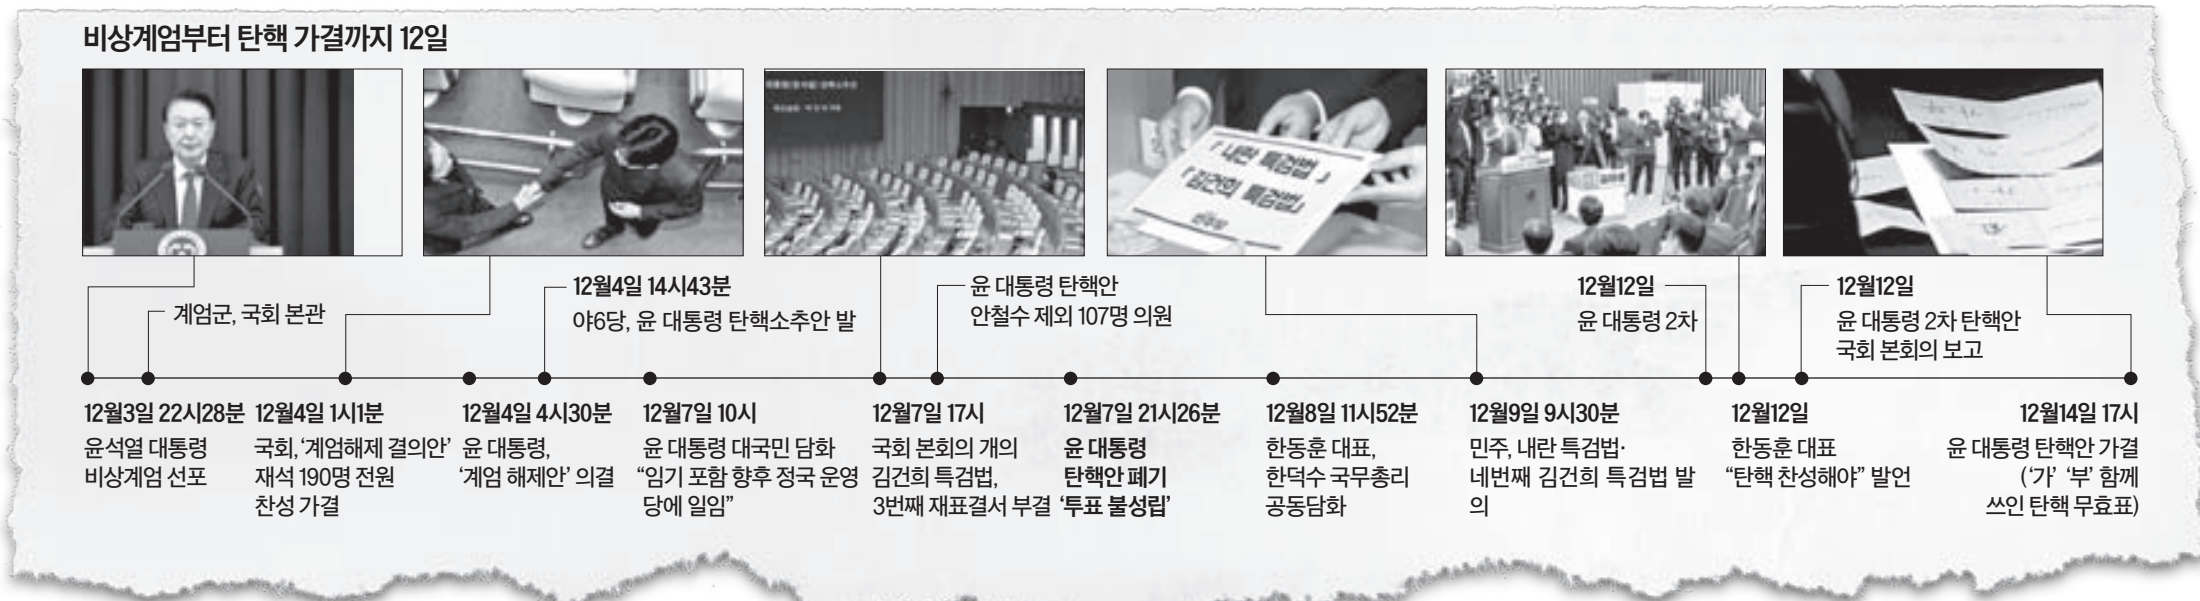 비상계엄부터 탄핵 가결까지 12일
「내란 특검법」
「김건희 특검법」
계엄군, 국회 본관
12월4일 14시43분
야6당, 윤 대통령 탄핵소추안 발
윤 대통령 탄핵안
안철수 제외 107명 의원
12월12일
윤 대통령 2차
12월12일
윤 대통령 2차 탄핵안
국회 본회의 보고
12월3일 22시28분
윤석열 대통령
비상계엄 선포
12월4일 1시1분
국회, ‘계엄해제 결의안’
재석 190명 전원
찬성 가결
12월4일 4시30분
윤 대통령,
‘계엄 해제안’ 의결
12월7일 10시
윤 대통령 대국민 담화
“임기 포함 향후 정국 운영
당에 일임”
12월7일 17시
국회 본회의 개의
김건희 특검법,
3번째 재표결서 부결
12월7일 21시26분
윤 대통령
탄핵안 폐기
‘투표 불성립’
12월8일 11시52분
한동훈 대표,
한덕수 국무총리
공동담화
12월9일 9시30분
민주, 내란 특검법·
네번째 김건희 특검법 발
의
12월12일
한동훈 대표
“탄핵 찬성해야” 발언
12월14일 17시
윤 대통령 탄핵안 가결
(‘가’ ‘부’ 함께
쓰인 탄핵 무효표)